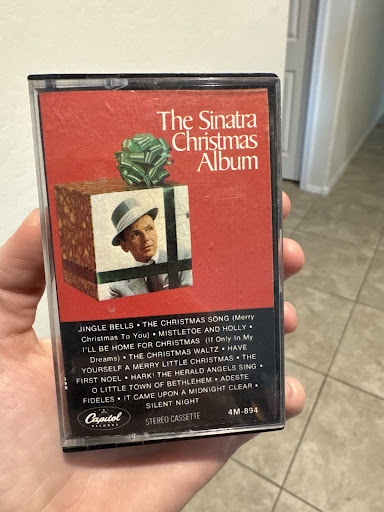 The Sinatra
Christmas
Album
JINGLE BELLS • THE CHRISTMAS SONG (Merry
Christmas To You) • MISTLETOE AND HOLLY •
I'LL BE HOME FOR CHRISTMAS (If Only In My
Dreams) • THE CHRISTMAS WALTZ • HAVE
YOURSELF A MERRY LITTLE CHRISTMAS • THE
FIRST NOEL • HARK! THE HERALD ANGELS SING •
O LITTLE TOWN OF BETHLEHEM • ADESTE
FIDELES • IT CAME UPON A MIDNIGHT CLEAR •
SILENT NIGHT
Capitol
RECORDS
STEREO CASSETTE
4M-894